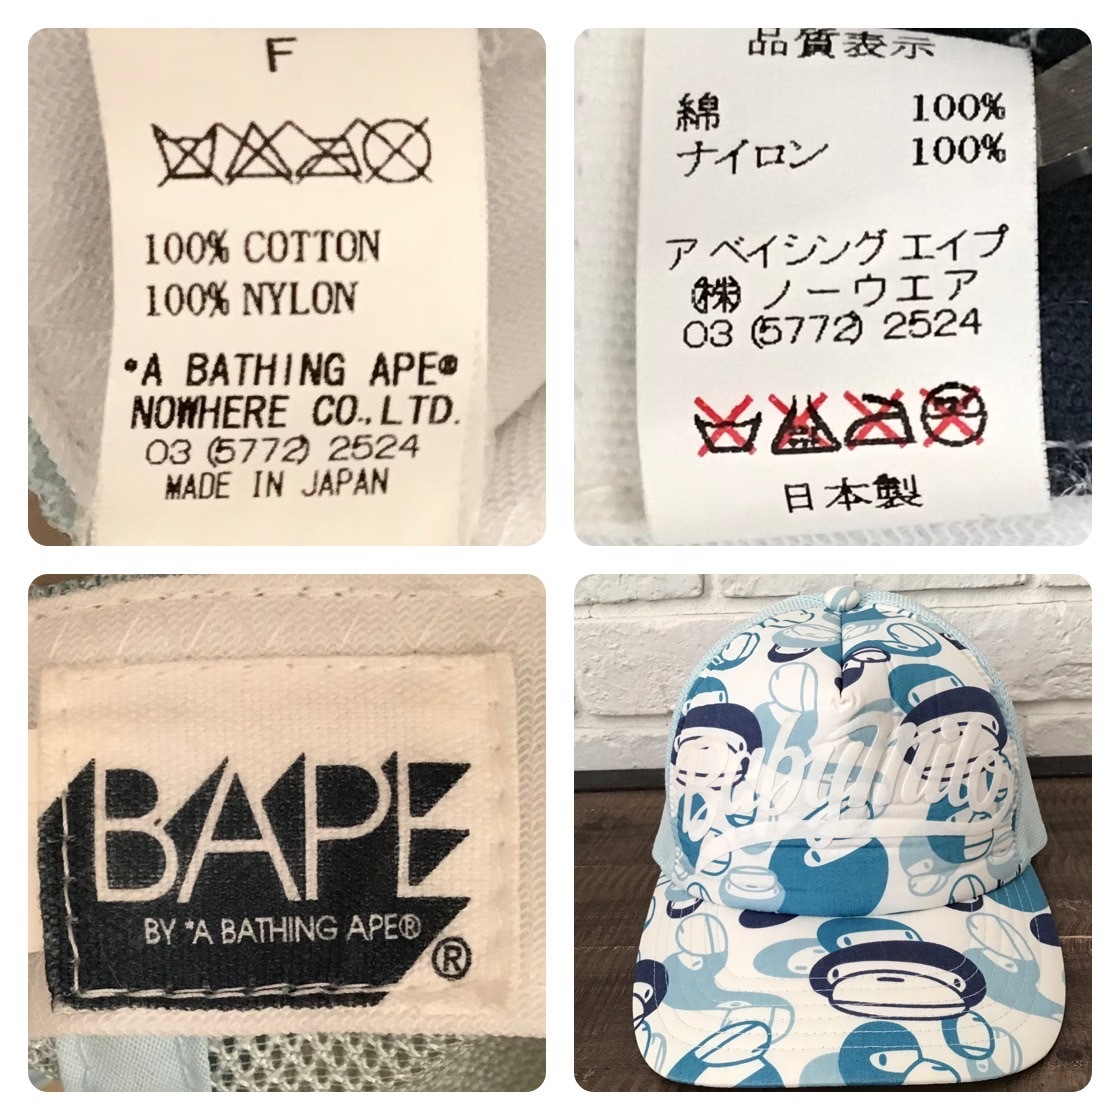 F
100% COTTON
100% NYLON
*A BATHING APE®
NOWHERE CO.,LTD.
03 (5772) 2524
MADE IN JAPAN
品質表示
綿 100%
ナイロン 100%
ア ベイシング エイプ
㈱ ノーウエア
03 (5772) 2524
日本製
BAPE
BY *A BATHING APE®
®
Baby Milo